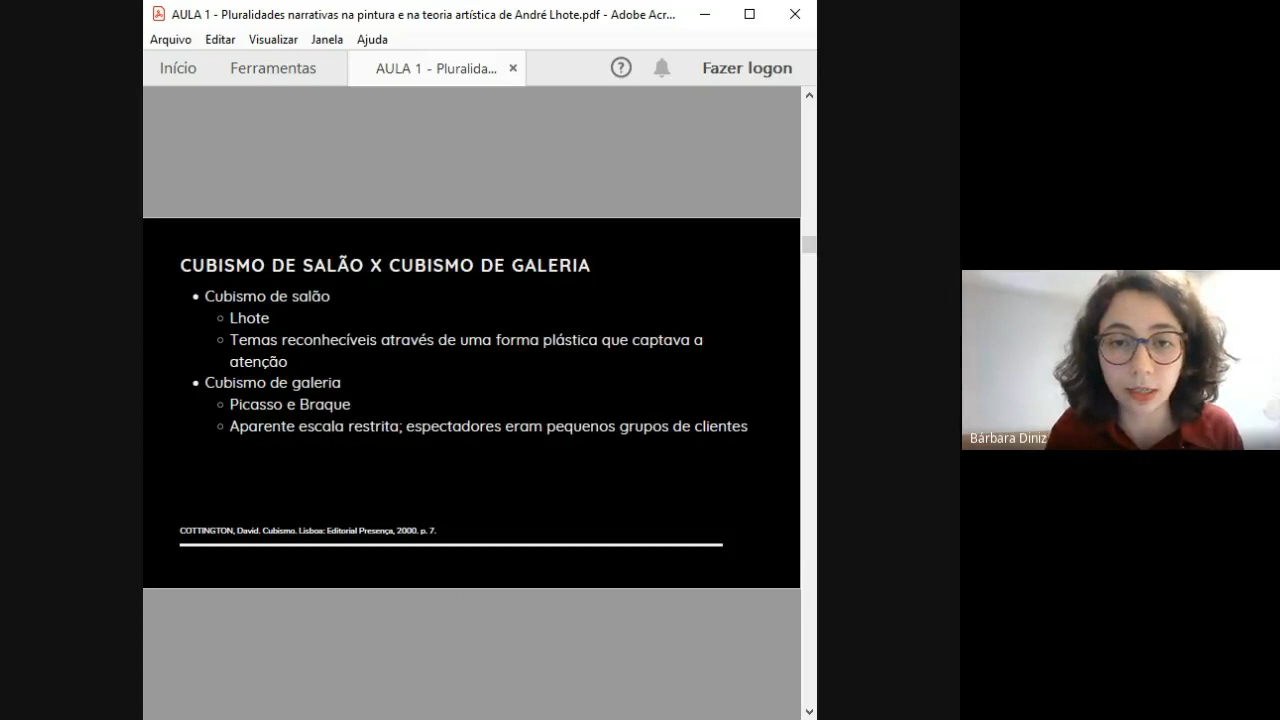 AULA 1 - Pluralidades narrativas na pintura e na teoria artística de André Lhote.pdf - Adobe Acr...
Arquivo Editar Visualizar Janela Ajuda
Início Ferramentas AULA 1 - Pluralida... × ? Fazer logon
CUBISMO DE SALÃO X CUBISMO DE GALERIA
• Cubismo de salão
○ Lhote
○ Temas reconhecíveis através de uma forma plástica que captava a
atenção
• Cubismo de galeria
○ Picasso e Braque
○ Aparente escala restrita; espectadores eram pequenos grupos de clientes
COTTINGTON, David. Cubismo. Lisboa: Editorial Presença, 2000. p. 7.
Bárbara Diniz